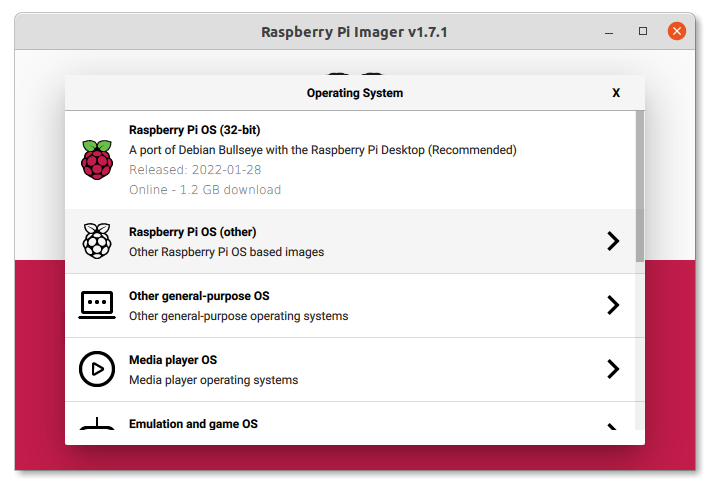 Raspberry Pi Imager v1.7.1
Operating System
X
Raspberry Pi OS (32-bit)
A port of Debian Bullseye with the Raspberry Pi Desktop (Recommended)
Released: 2022-01-28
Online - 1.2 GB download
Raspberry Pi OS (other)
Other Raspberry Pi OS based images
Other general-purpose OS
Other general-purpose operating systems
Media player OS
Media player operating systems
Emulation and game OS